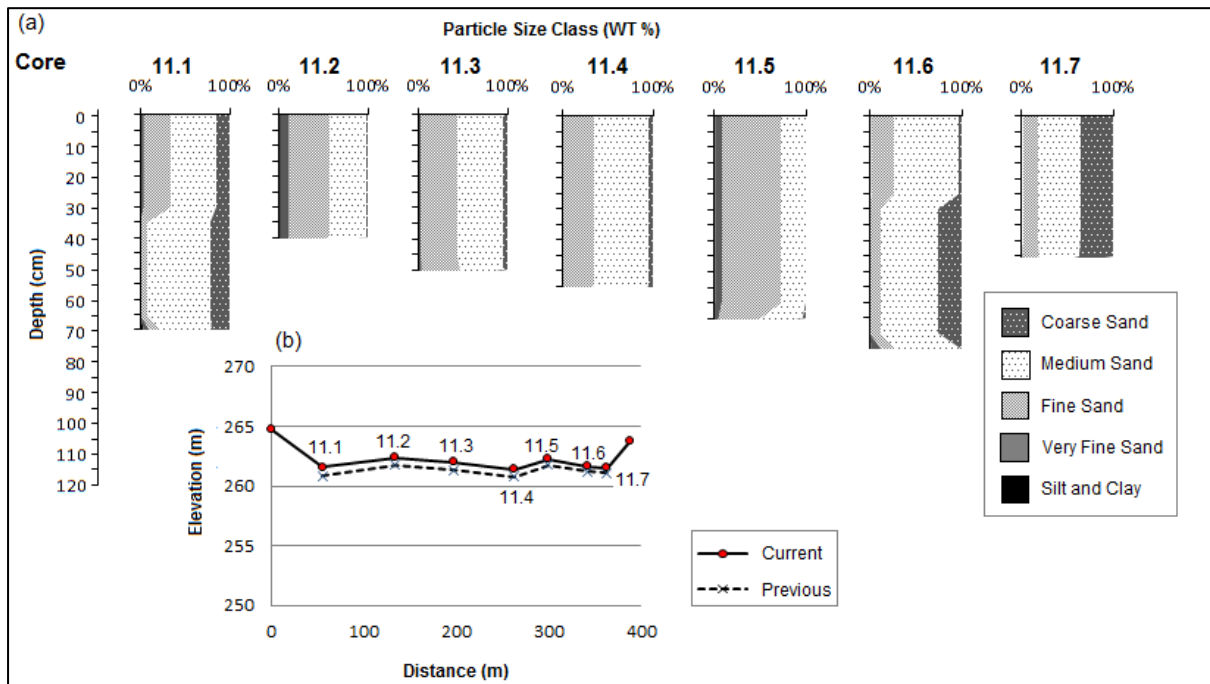 (a)
Particle Size Class (WT %)
Core 11.1 11.2 11.3 11.4 11.5 11.6 11.7
0% 100% 0% 100% 0% 100% 0% 100% 0% 100% 0% 100% 0% 100%
Depth (cm)
0
10
20
30
40
50
60
70
80
90
100
110
120
Coarse Sand
Medium Sand
Fine Sand
Very Fine Sand
Silt and Clay
(b)
Elevation (m)
270
265
260
255
250
11.1 11.2 11.3 11.4 11.5 11.6 11.7
0 100 200 300 400
Distance (m)
Current
Previous